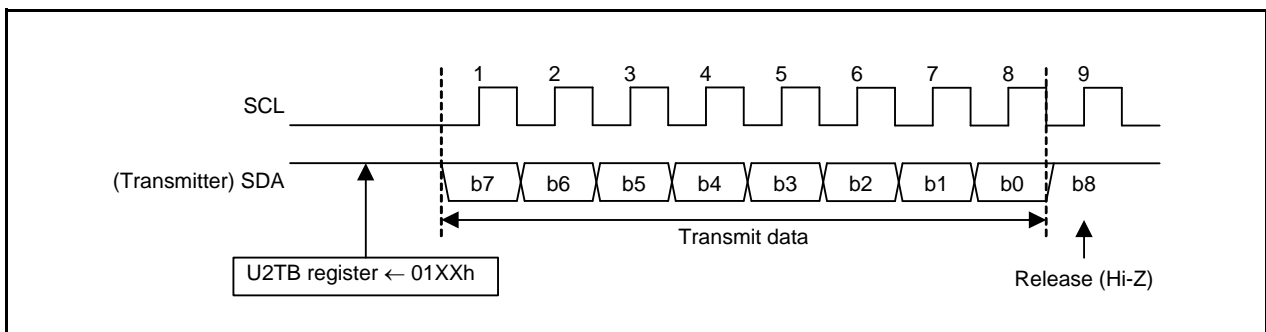 1 2 3 4 5 6 7 8 9
SCL
(Transmitter) SDA
b7 b6 b5 b4 b3 b2 b1 b0 b8
Transmit data
U2TB register ← 01XXh
Release (Hi-Z)